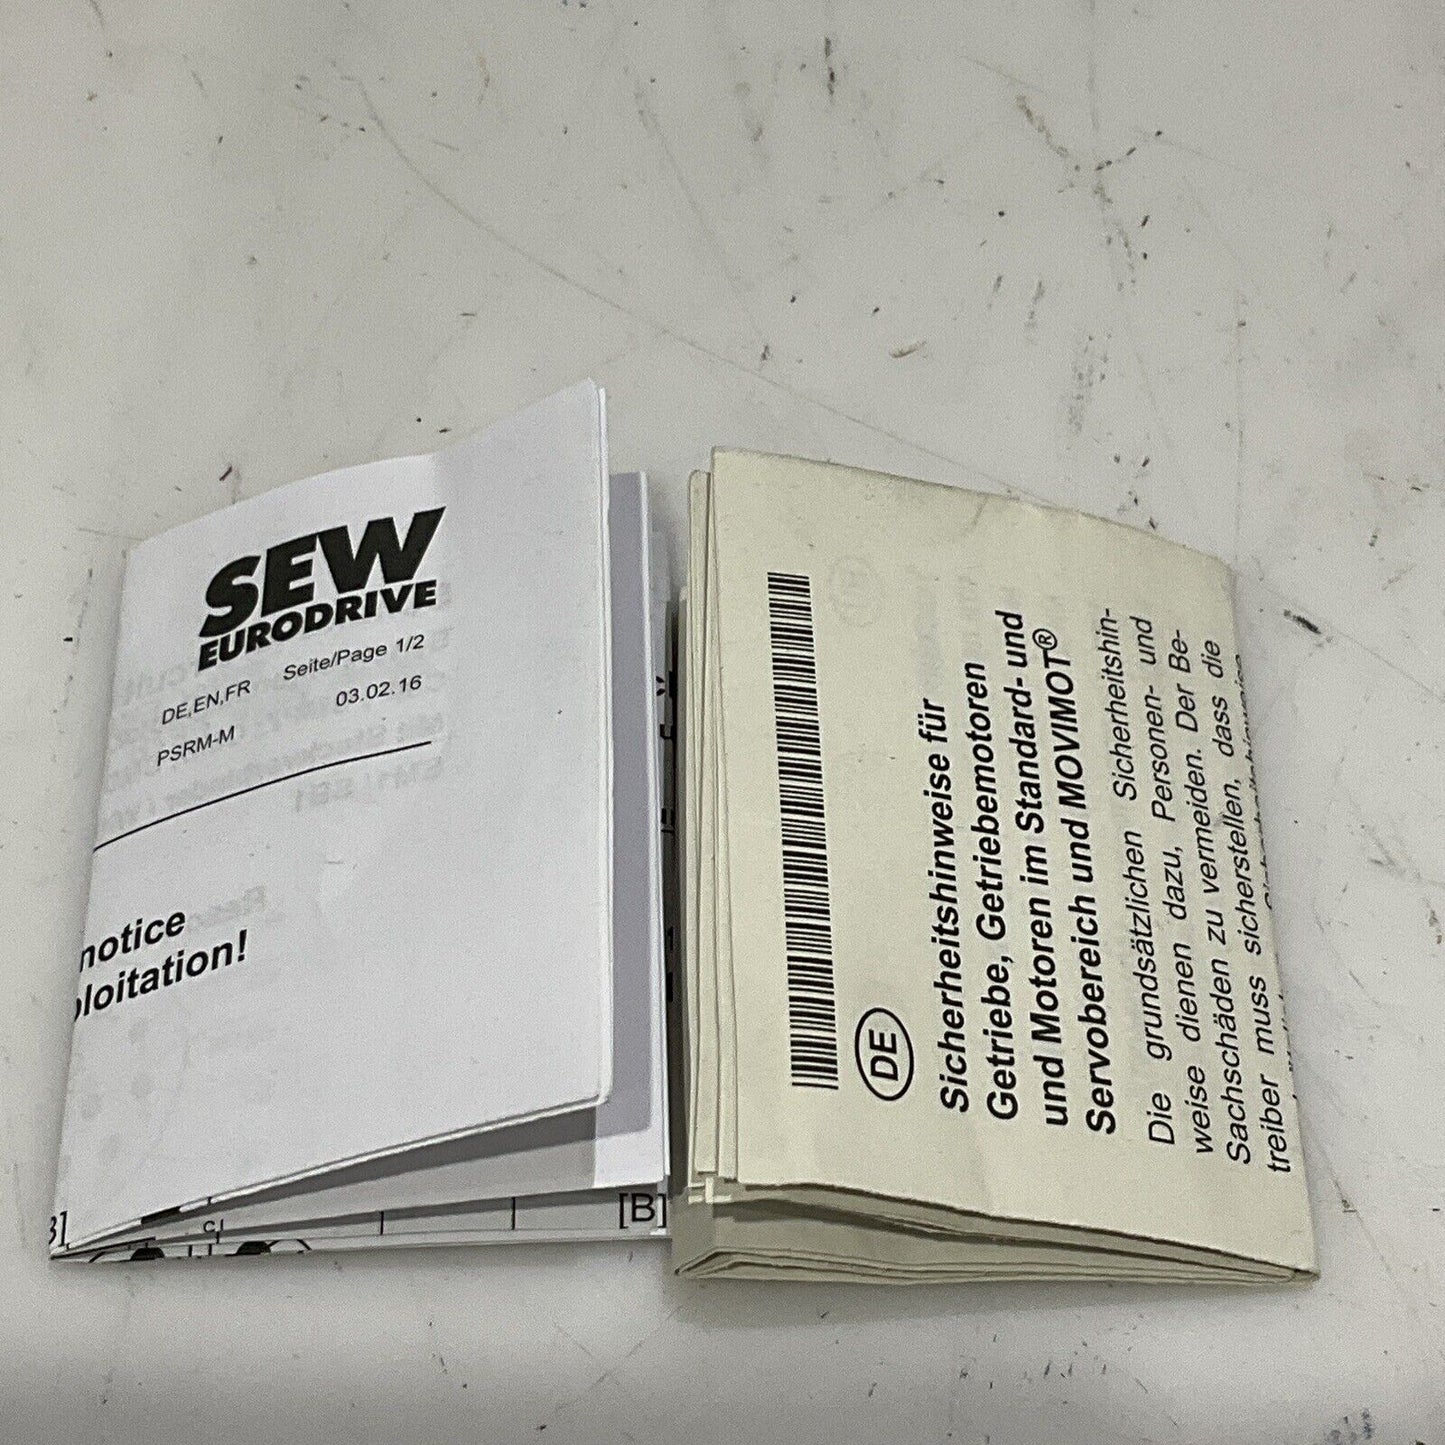 SEW
EURODRIVE
DE,EN,FR Seite/Page 1/2
PSRM-M 03.02.16
notice
loitation!
[B]
DE
Sicherheitshinweise für
Getriebe, Getriebemotoren
und Motoren im Standard- und
Servobereich und MOVIMOT®
Die grundsätzlichen Sicherheitshin-
weise dienen dazu, Personen- und
Sachschäden zu vermeiden. Der Be-
treiber muss sicherstellen, dass die